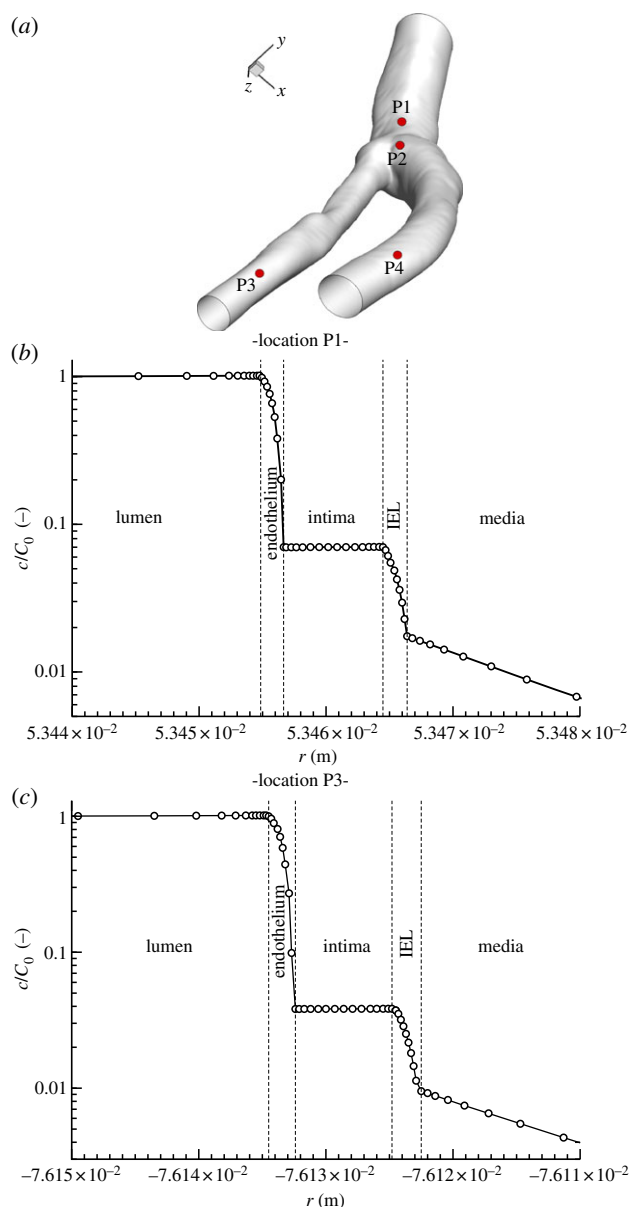 (a)
y
x
z
P1
P2
P3
P4
-location P1-
(b)
1
0.1
0.01
c/C0 (–)
lumen
endothelium
intima
IEL
media
5.344×10−2 5.345×10−2 5.346×10−2 5.347×10−2 5.348×10−2
r (m)
-location P3-
(c)
1
0.1
0.01
c/C0 (–)
lumen
endothelium
intima
IEL
media
−7.615×10−2 −7.614×10−2 −7.613×10−2 −7.612×10−2 −7.611×10−2
r (m)